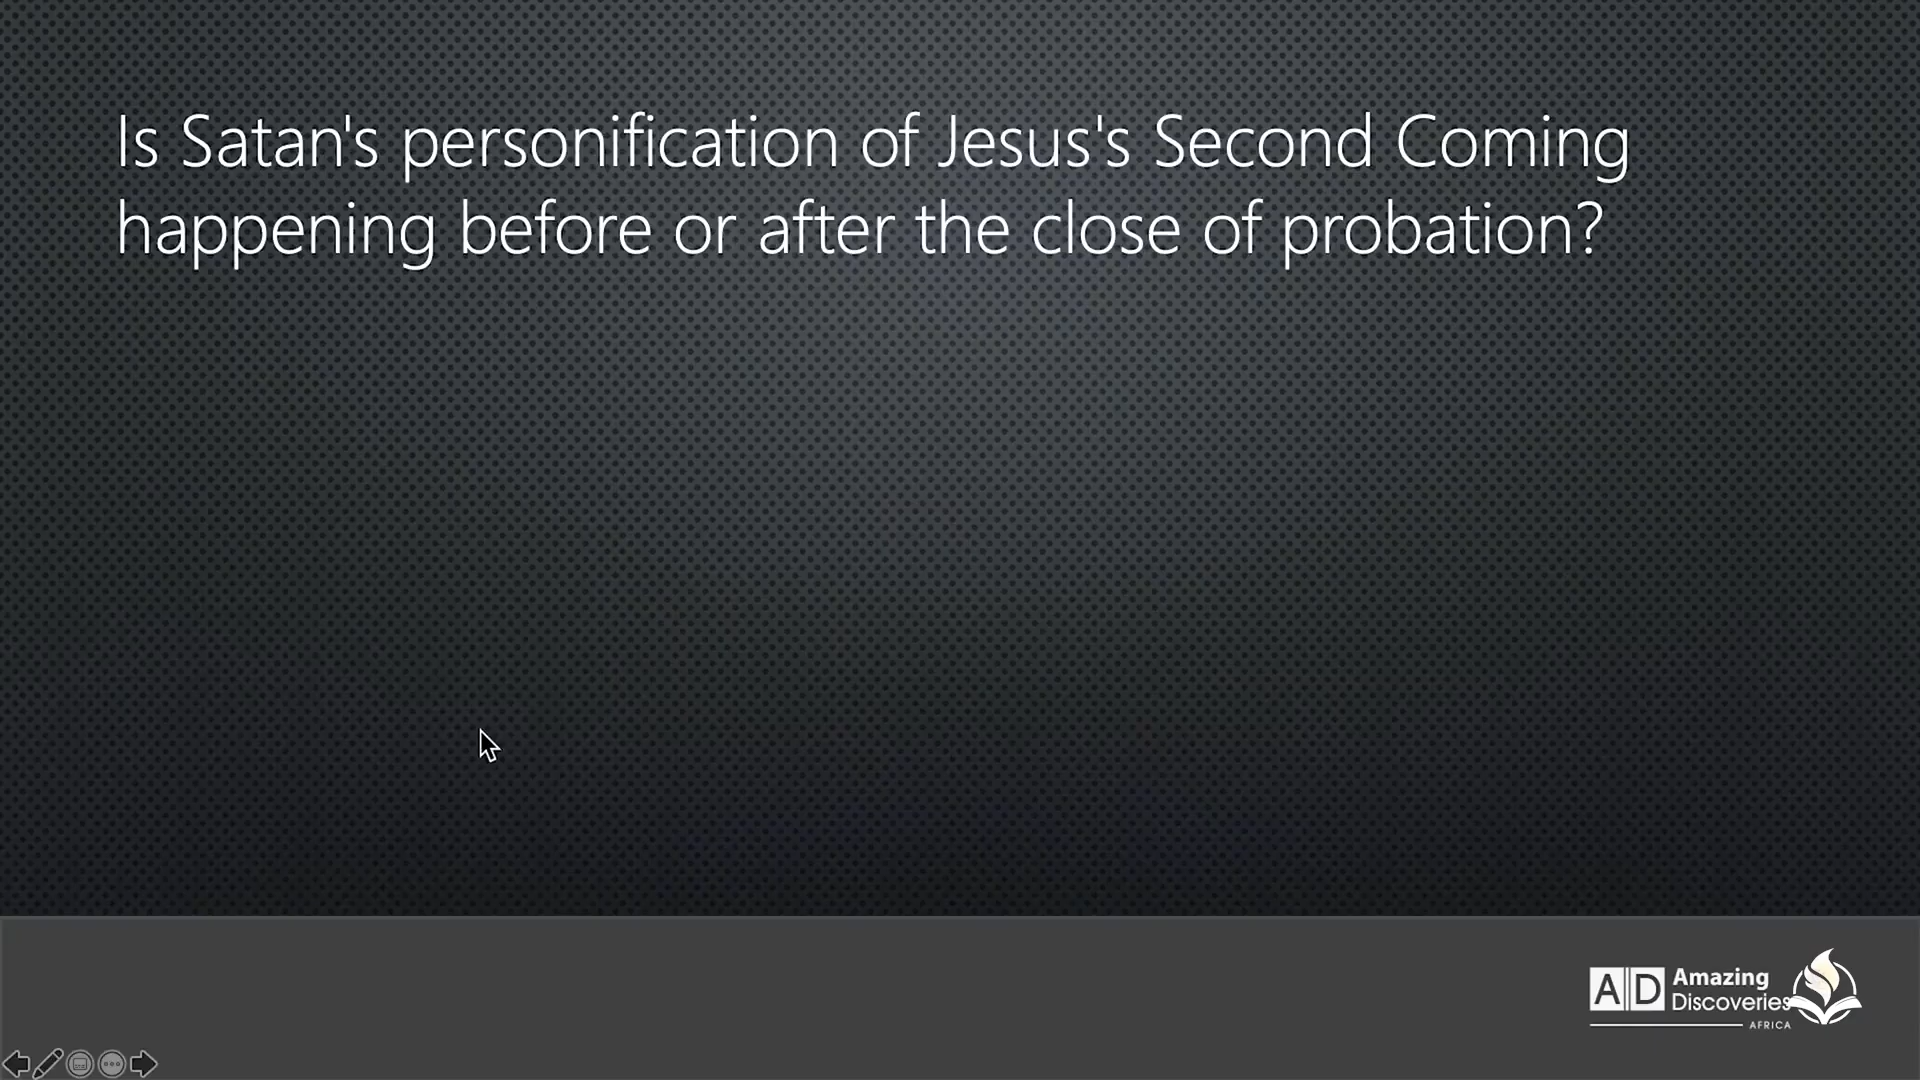 Is Satan's personification of Jesus's Second Coming
happening before or after the close of probation?
AD Amazing
Discoveries
AFRICA